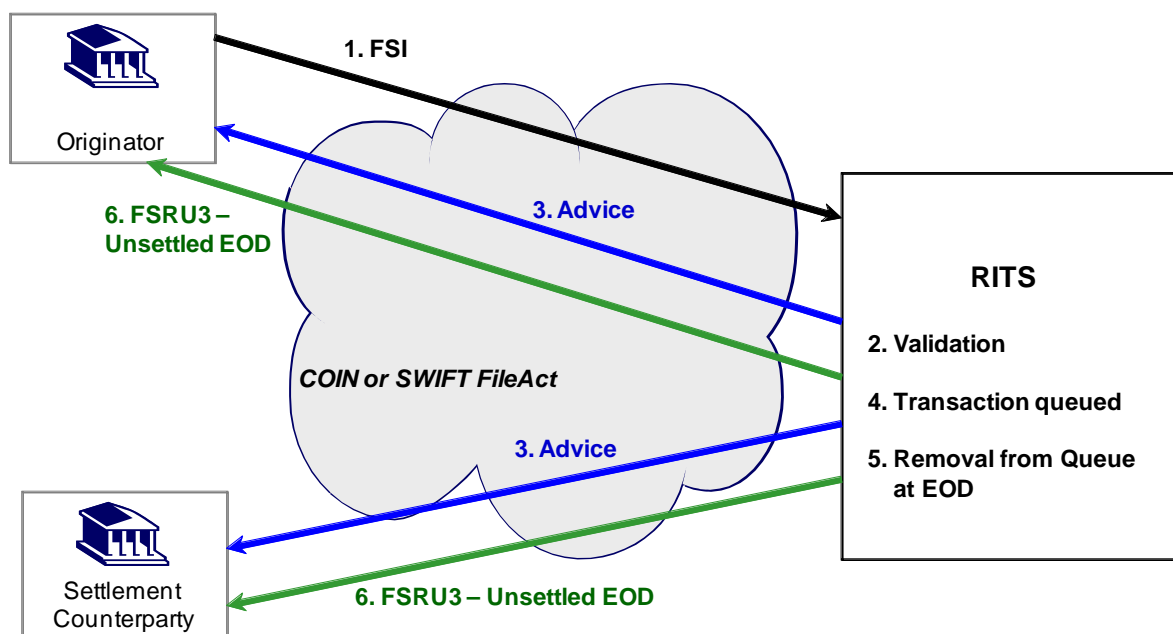 1. FSI
Originator
6. FSRU3 –
Unsettled EOD
3. Advice
RITS
2. Validation
COIN or SWIFT FileAct
4. Transaction queued
3. Advice
5. Removal from Queue
at EOD
Settlement
Counterparty
6. FSRU3 – Unsettled EOD